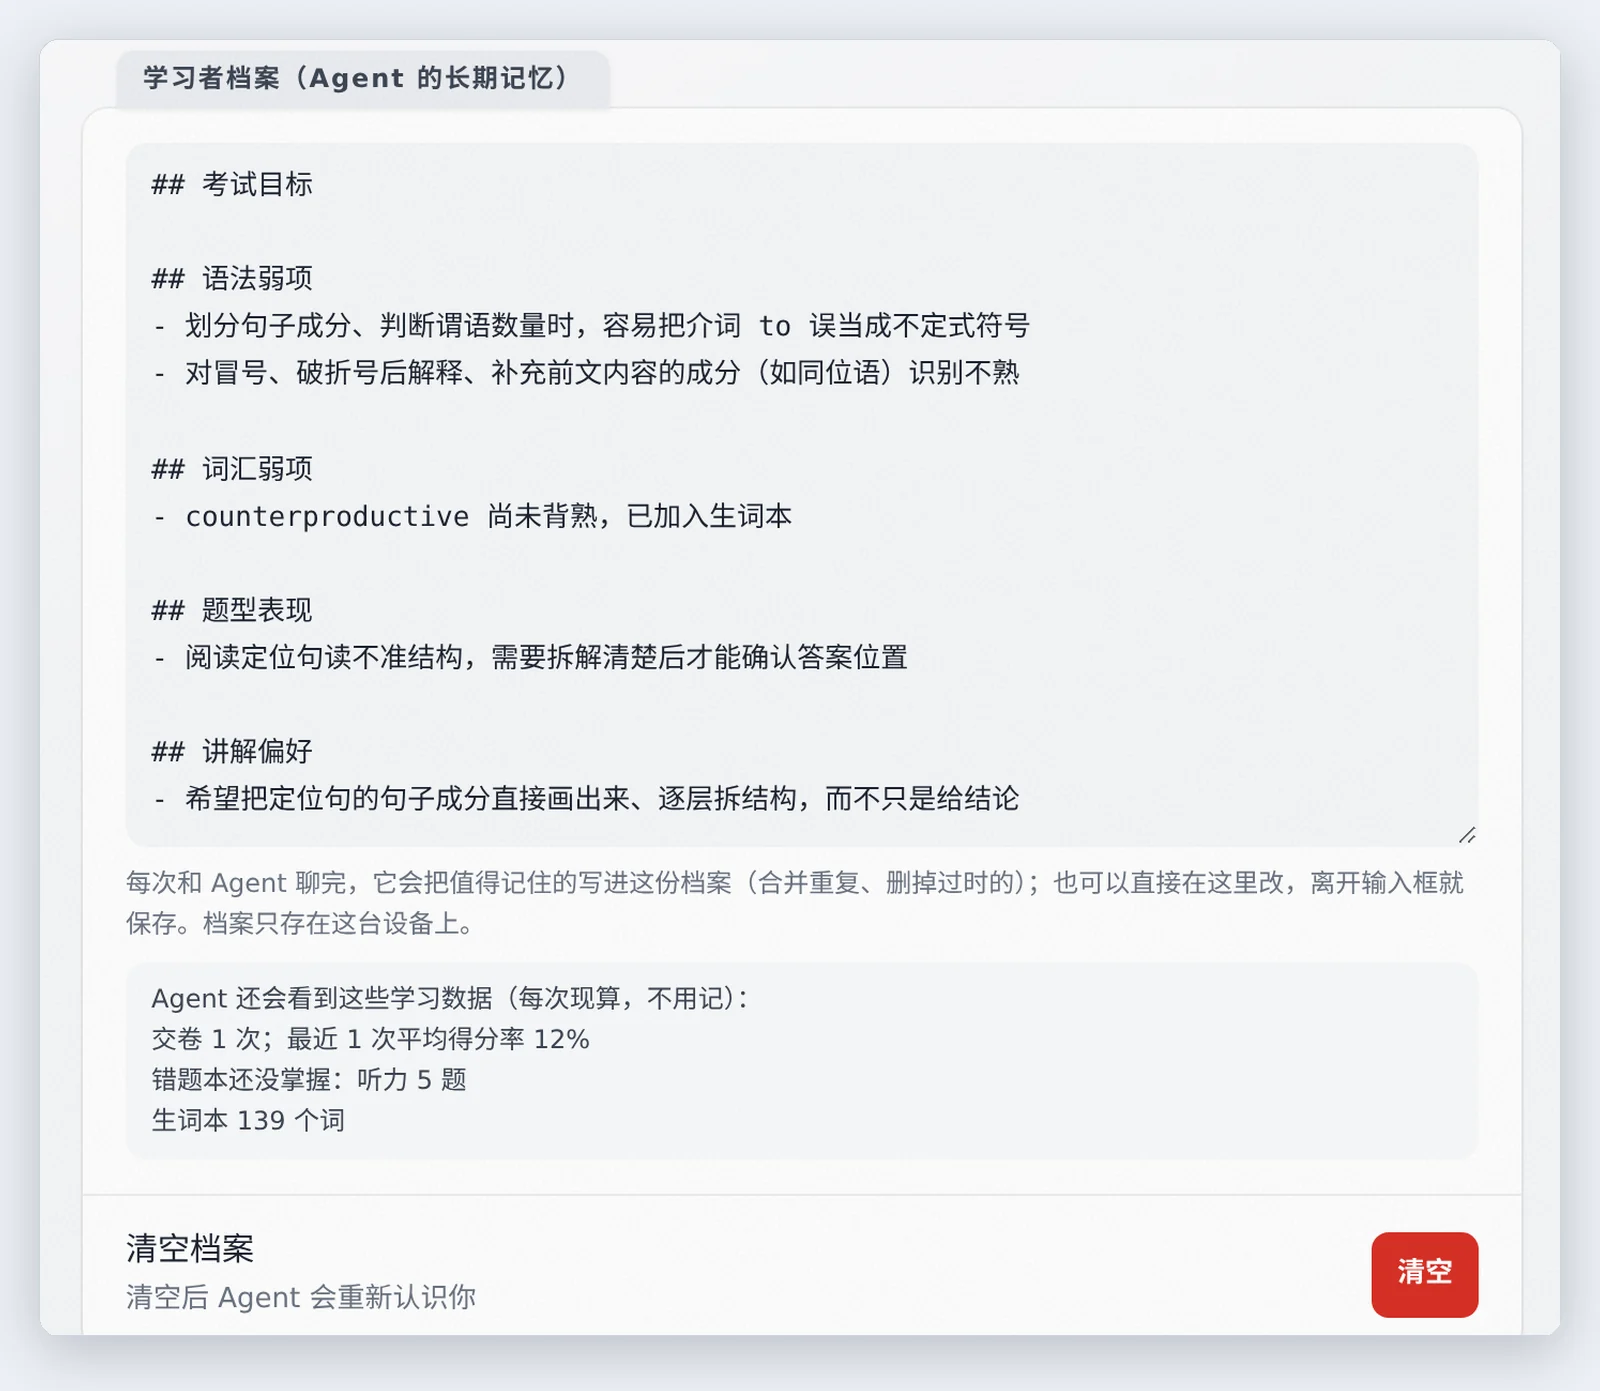 学习者档案（Agent 的长期记忆）
## 考试目标
## 语法弱项
- 划分句子成分、判断谓语数量时，容易把介词 to 误当成不定式符号
- 对冒号、破折号后解释、补充前文内容的成分（如同位语）识别不熟
## 词汇弱项
- counterproductive 尚未背熟，已加入生词本
## 题型表现
- 阅读定位句读不准结构，需要拆解清楚后才能确认答案位置
## 讲解偏好
- 希望把定位句的句子成分直接画出来、逐层拆结构，而不只是给结论
每次和 Agent 聊完，它会把值得记住的写进这份档案（合并重复、删掉过时的）；也可以直接在这里改，离开输入框就
保存。档案只存在这台设备上。
Agent 还会看到这些学习数据（每次现算，不用记）：
交卷 1 次；最近 1 次平均得分率 12%
错题本还没掌握：听力 5 题
生词本 139 个词
清空档案
清空后 Agent 会重新认识你
清空